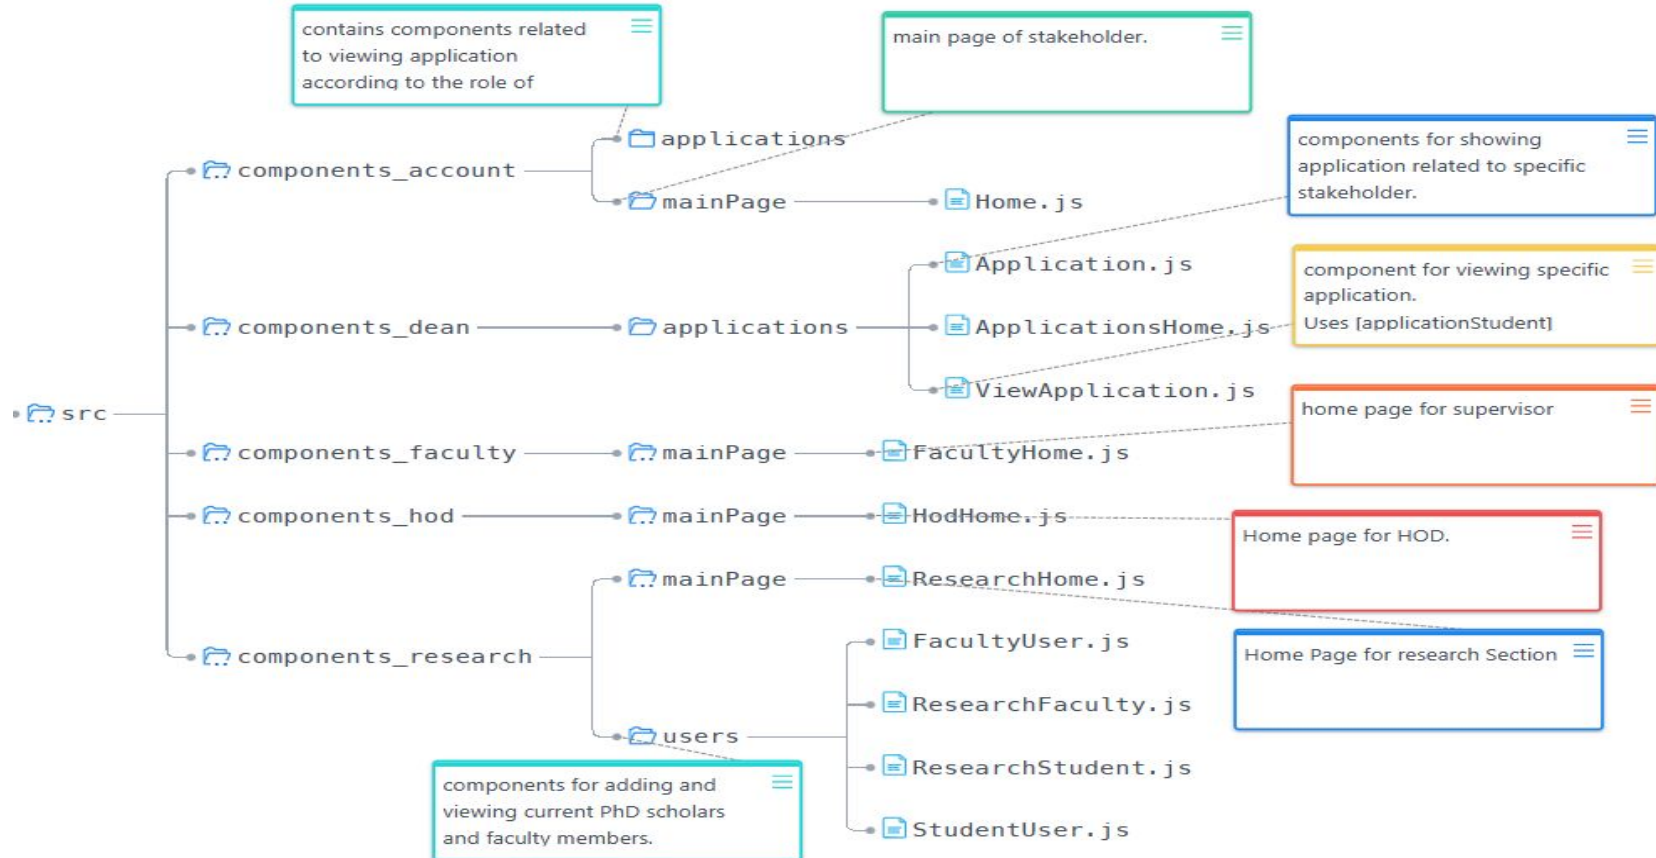 contains components related
to viewing application
according to the role of
main page of stakeholder.
applications
components for showing
application related to specific
stakeholder.
components_account
mainPage
Home.js
Application.js
component for viewing specific
application.
Uses [applicationStudent]
components_dean
applications
ApplicationsHome.js
ViewApplication.js
src
home page for supervisor
components_faculty
mainPage
FacultyHome.js
components_hod
mainPage
HodHome.js
Home page for HOD.
mainPage
ResearchHome.js
FacultyUser.js
components_research
Home Page for research Section
ResearchFaculty.js
users
ResearchStudent.js
components for adding and
viewing current PhD scholars
and faculty members.
StudentUser.js